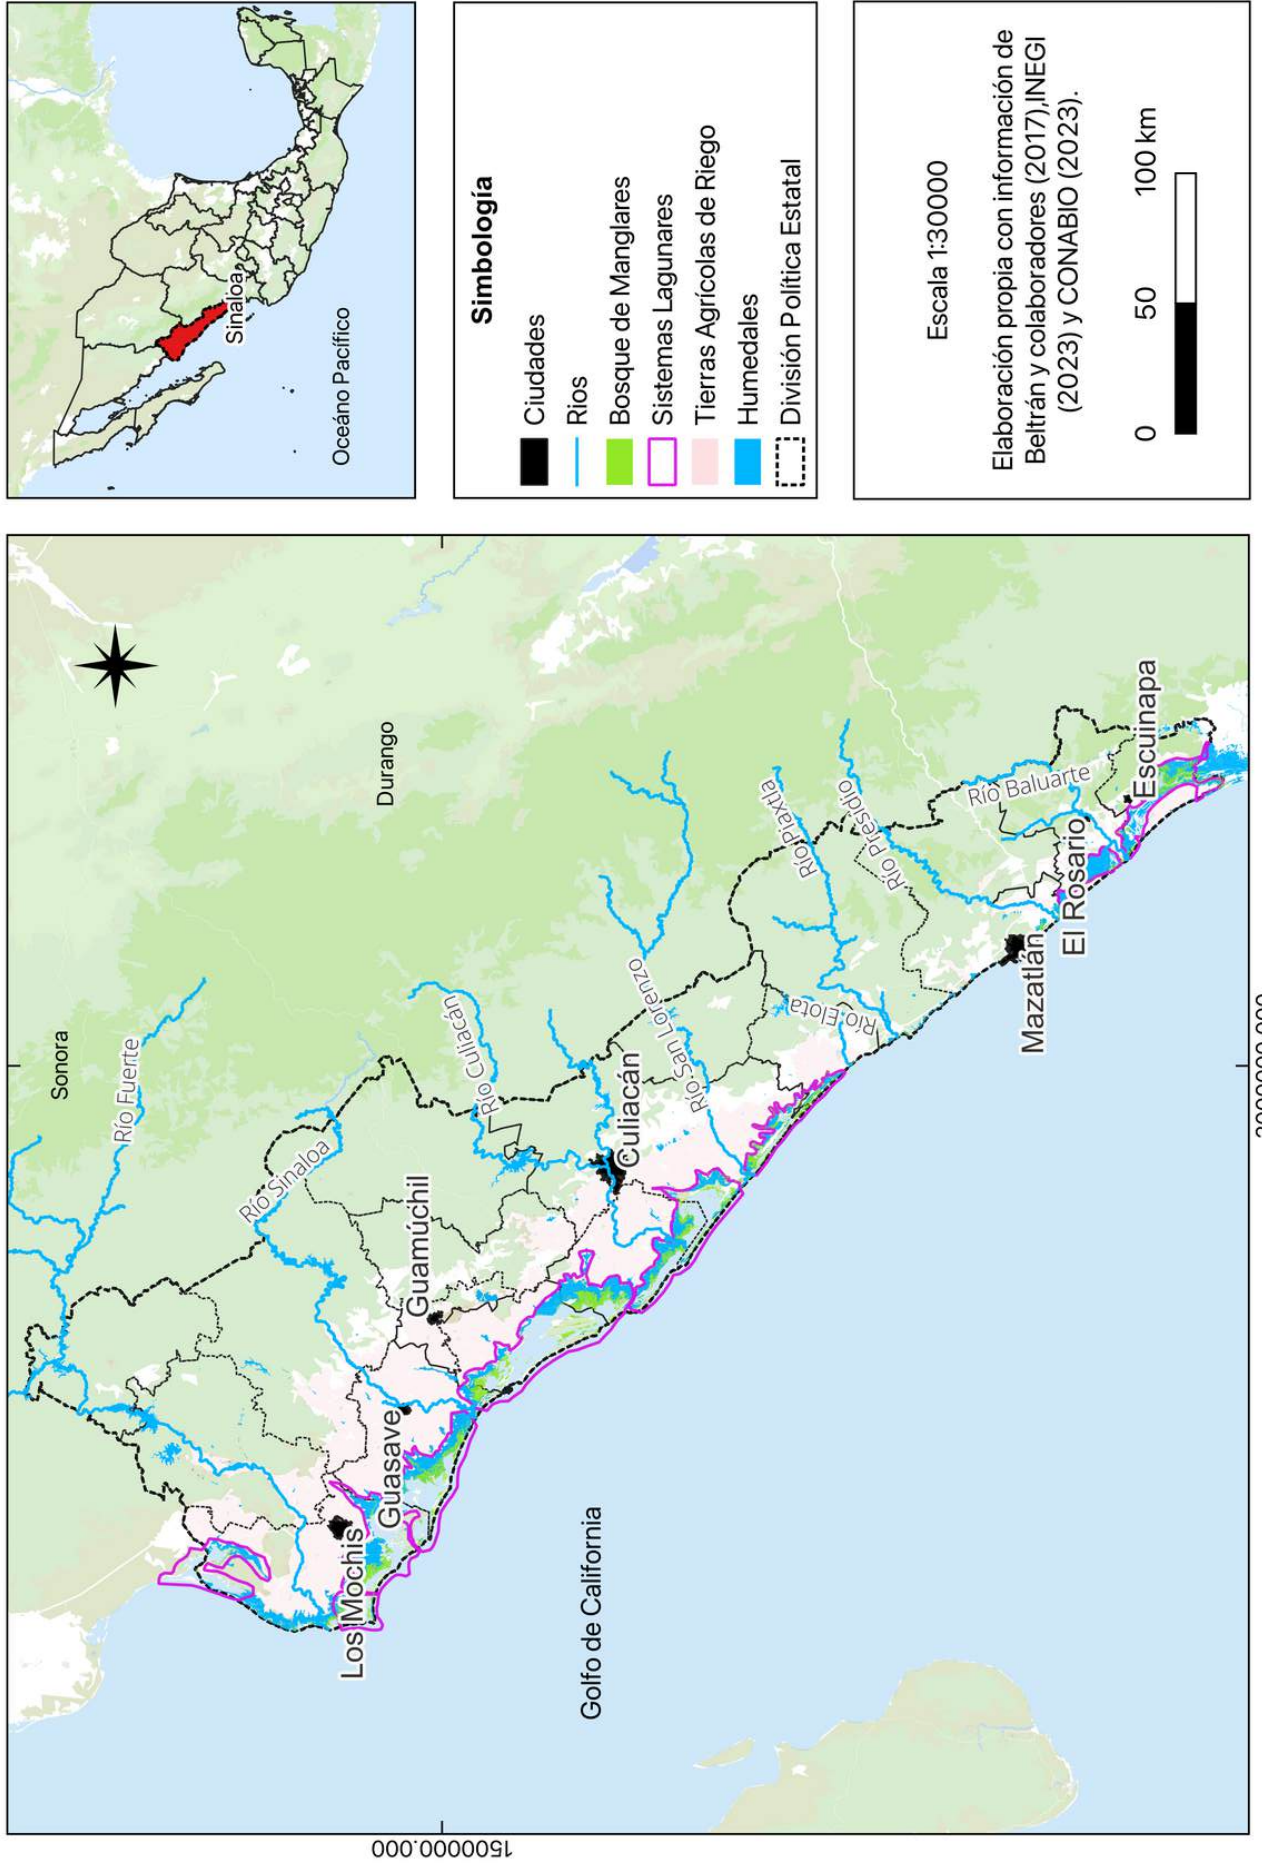 Sonora
Río Fuerte
Durango
Río Sinaloa
Río Culiacán
Guamúchil
Guasave
Los Mochis
Culiacán
Río San Lorenzo
Río Piaxtla
Río Presidio
Río Elota
Río Baluarte
Mazatlán
El Rosario
Escuinapa
Golfo de California
1500000.000
Sinaloa
Oceáno Pacífico
Simbología
Ciudades
Ríos
Bosque de Manglares
Sistemas Lagunares
Tierras Agrícolas de Riego
Humedales
División Política Estatal
Escala 1:30000
Elaboración propia con información de
Beltrán y colaboradores (2017),INEGI
(2023) y CONABIO (2023).
0 50 100 km